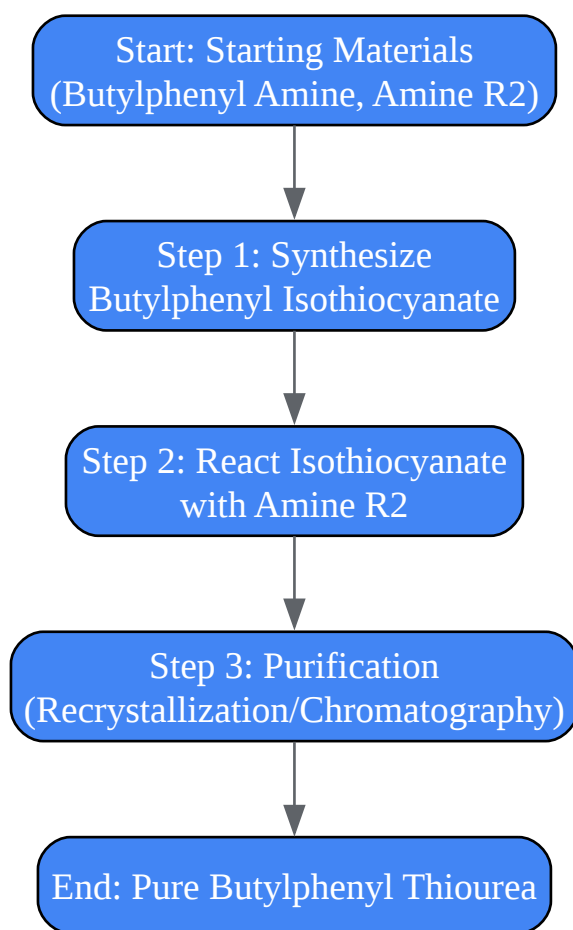 Start: Starting Materials
(Butylphenyl Amine, Amine R2)
Step 1: Synthesize
Butylphenyl Isothiocyanate
Step 2: React Isothiocyanate
with Amine R2
Step 3: Purification
(Recrystallization/Chromatography)
End: Pure Butylphenyl Thiourea